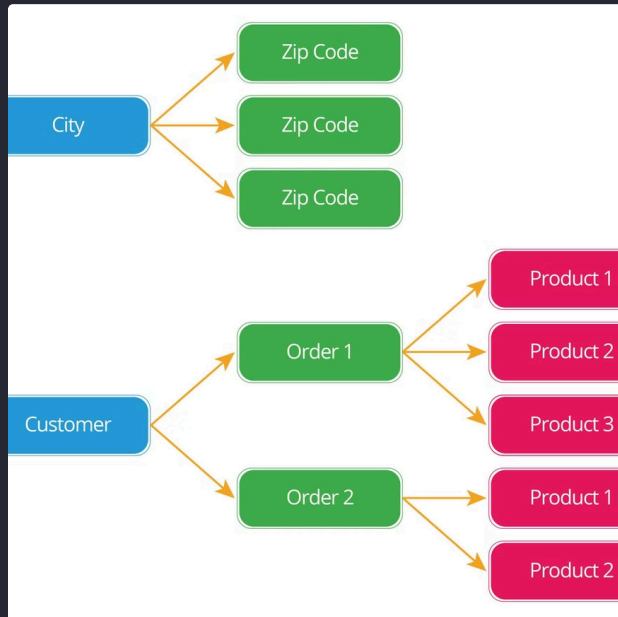 Zip Code
City
Zip Code
Zip Code
Product 1
Order 1
Product 2
Customer
Product 3
Order 2
Product 1
Product 2